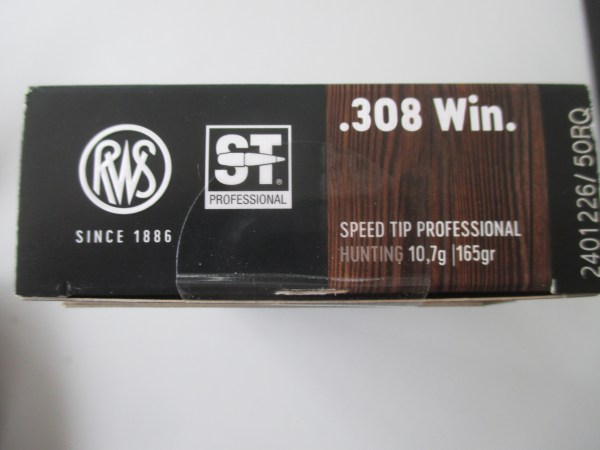 RWS
SINCE 1886
ST®
PROFESSIONAL
.308 Win.
SPEED TIP PROFESSIONAL
HUNTING 10,7g |165gr
2401226/50RQ